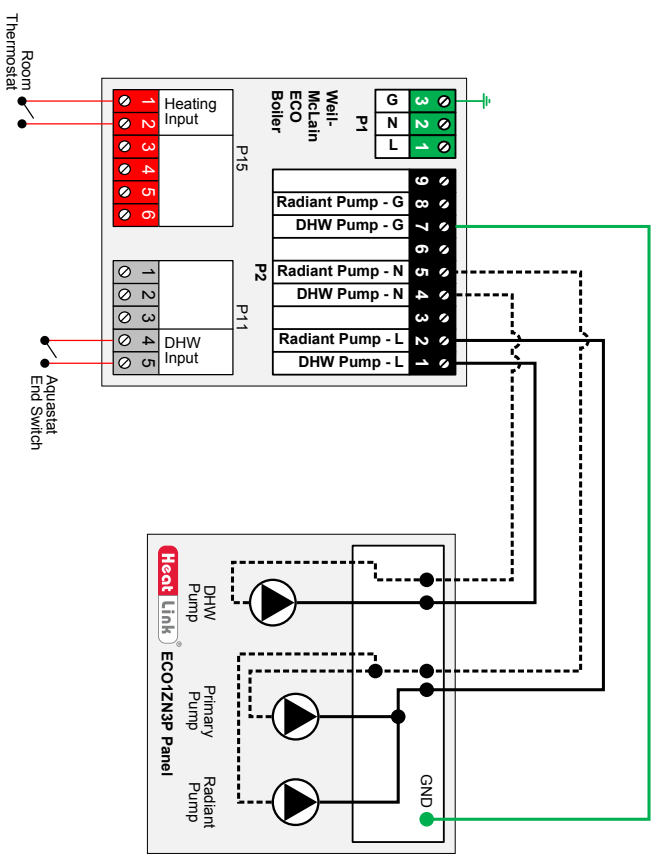 Room
Thermostat
Weil-
McLain
ECO
Boiler
P1
G 3
N 2
L 1
P15
Heating
Input
1
2
3
4
5
6
P2
9
Radiant Pump - G 8
DHW Pump - G 7
6
Radiant Pump - N 5
DHW Pump - N 4
3
Radiant Pump - L 2
DHW Pump - L 1
P11
1
2
3
4
5
DHW
Input
Aquastat
End Switch
Heat Link®
ECO1ZN3P Panel
DHW
Pump
Primary
Pump
Radiant
Pump
GND